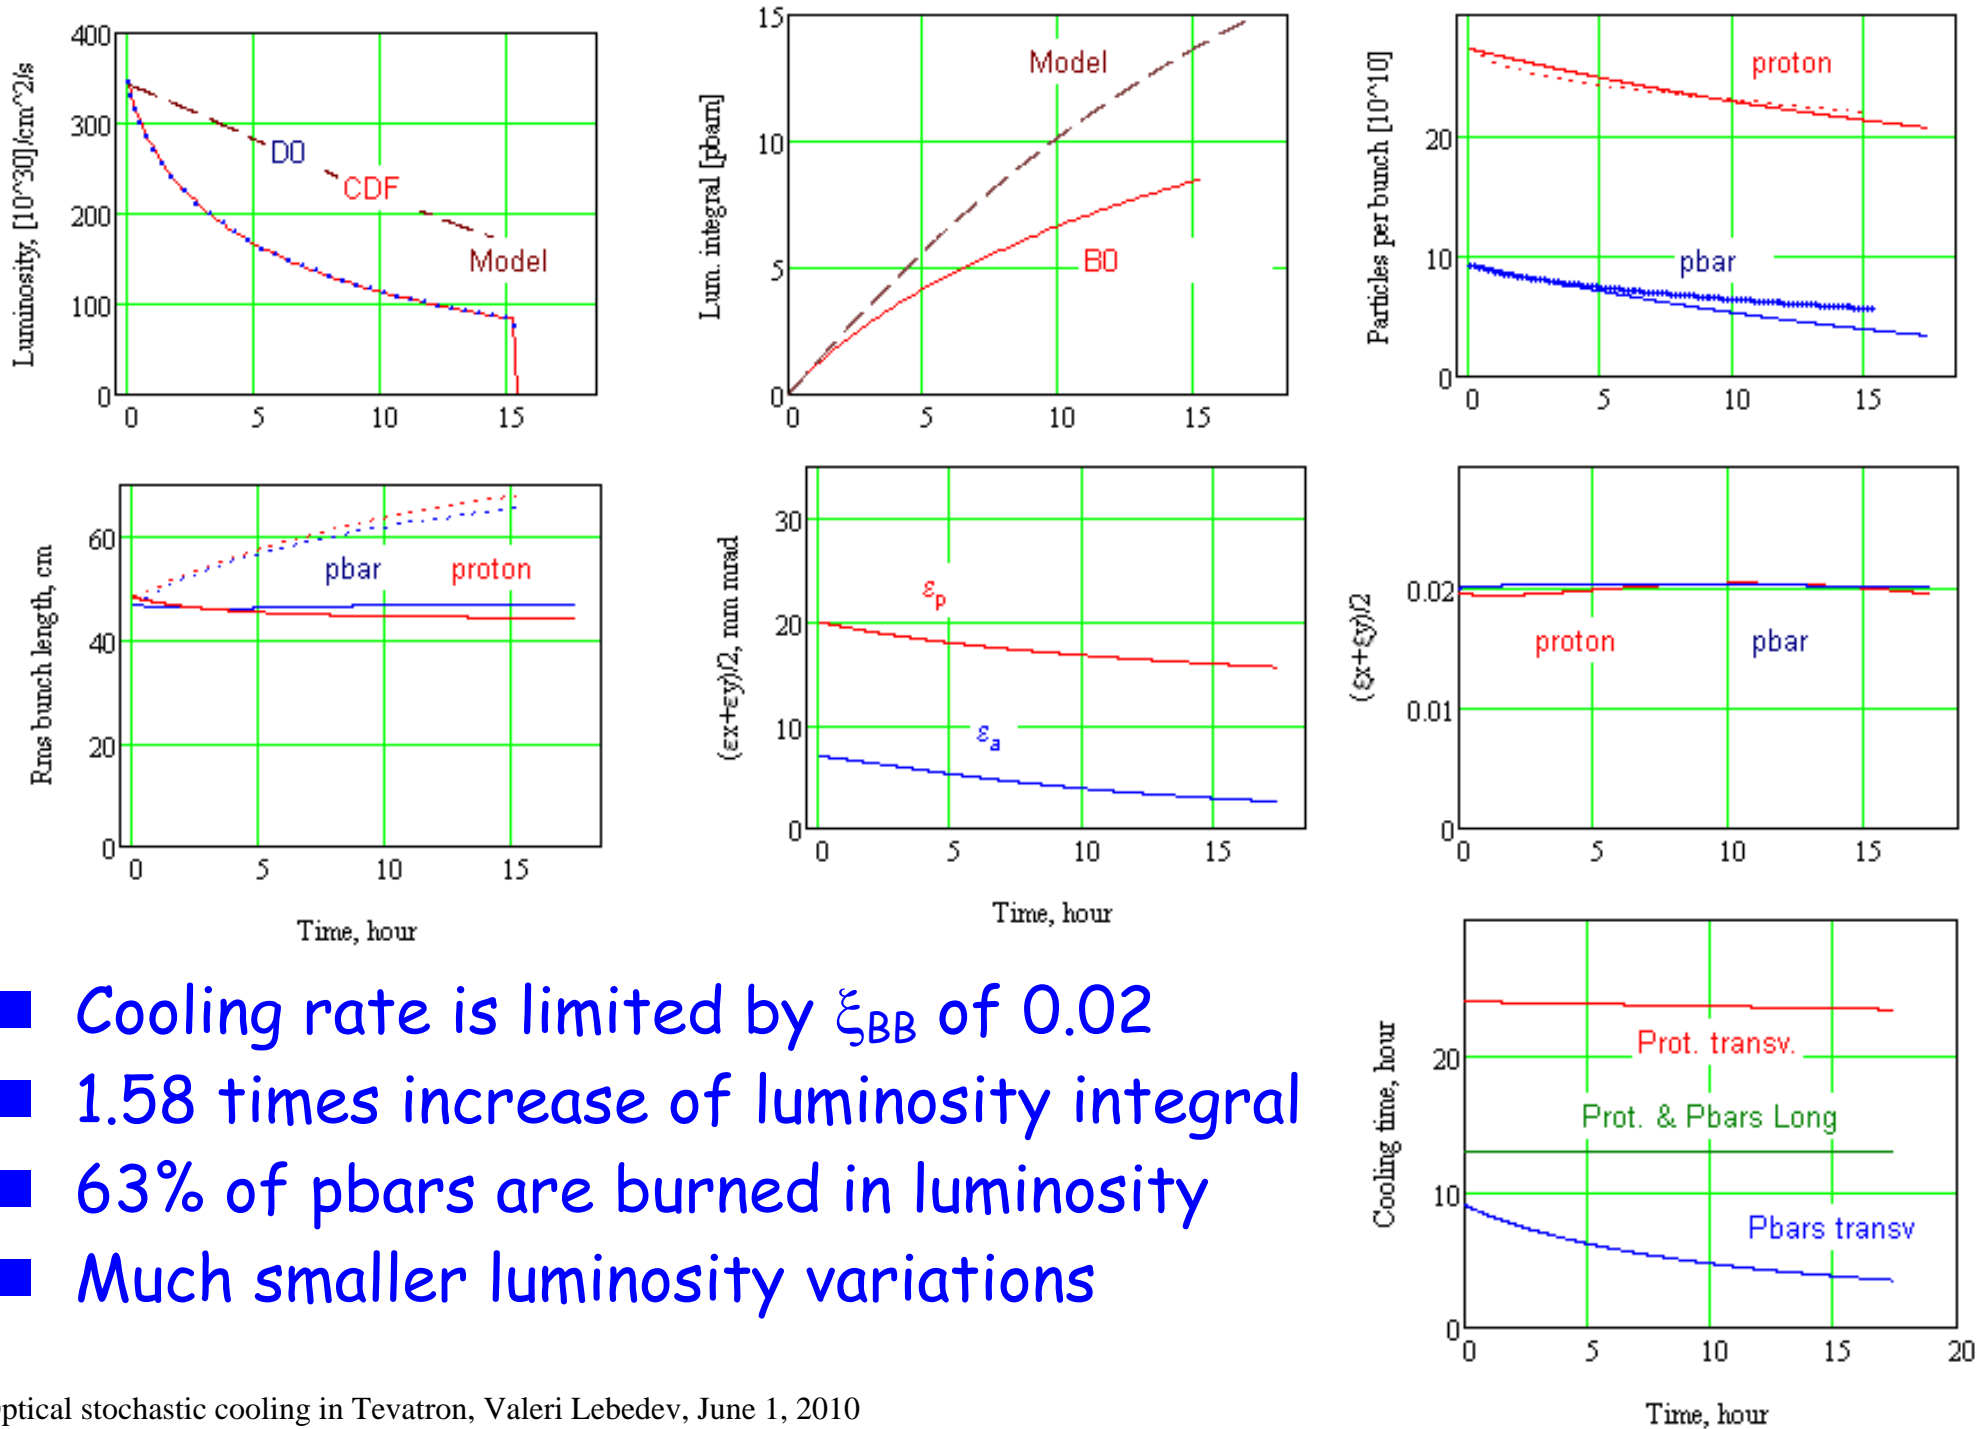 Luminosity, [10^30]/cm^2/s
400
300
200
100
0
0 5 10 15
D0
CDF
Model
Lum. integral [pbarn]
15
10
5
0
0 5 10 15
Model
B0
Particles per bunch [10^10]
20
10
0
0 5 10 15
proton
pbar
Rms bunch length, cm
60
40
20
0
0 5 10 15
pbar proton
Time, hour
(εx+εy)/2, mm mrad
30
20
10
0
0 5 10 15
εp
εa
Time, hour
(ξx+ξy)/2
0.02
0.01
0
0 5 10 15
proton pbar
Cooling time, hour
20
10
0
0 5 10 15 20
Prot. transv.
Prot. & Pbars Long
Pbars transv
Time, hour
■ Cooling rate is limited by ξBB of 0.02
■ 1.58 times increase of luminosity integral
■ 63% of pbars are burned in luminosity
■ Much smaller luminosity variations
ptical stochastic cooling in Tevatron, Valeri Lebedev, June 1, 2010